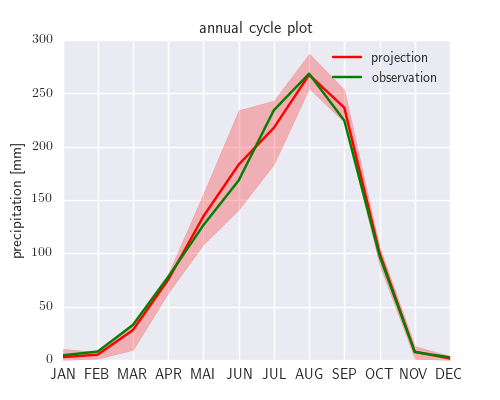 annual cycle plot
projection
observation
precipitation [mm]
300
250
200
150
100
50
0
JAN FEB MAR APR MAI JUN JUL AUG SEP OCT NOV DEC